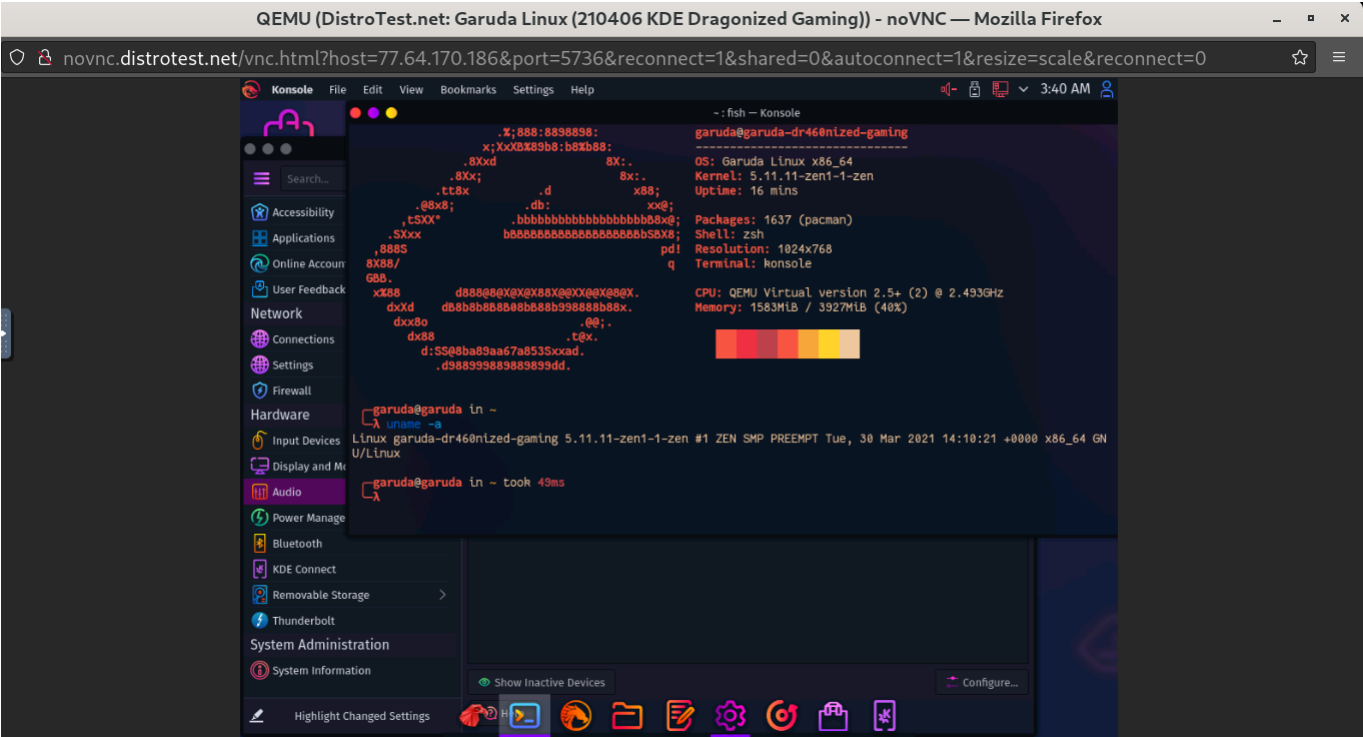 QEMU (DistroTest.net: Garuda Linux (210406 KDE Dragonized Gaming)) - noVNC — Mozilla Firefox
novnc.distrotest.net/vnc.html?host=77.64.170.186&port=5736&reconnect=1&shared=0&autoconnect=1&resize=scale&reconnect=0
Konsole File Edit View Bookmarks Settings Help 3:40 AM
~ : fish — Konsole
Search...
Accessibility
Applications
Online Accoun
User Feedback
Network
Connections
Settings
Firewall
Hardware
Input Devices
Display and Mo
Audio
Power Manage
Bluetooth
KDE Connect
Removable Storage
Thunderbolt
System Administration
System Information
Highlight Changed Settings
garuda@garuda-dr460nized-gaming
-------------------------------
OS: Garuda Linux x86_64
Kernel: 5.11.11-zen1-1-zen
Uptime: 16 mins
Packages: 1637 (pacman)
Shell: zsh
Resolution: 1024x768
Terminal: konsole
CPU: QEMU Virtual version 2.5+ (2) @ 2.493GHz
Memory: 1583MiB / 3927MiB (40%)
garuda@garuda in ~
λ uname -a
Linux garuda-dr460nized-gaming 5.11.11-zen1-1-zen #1 ZEN SMP PREEMPT Tue, 30 Mar 2021 14:10:21 +0000 x86_64 GN
U/Linux
garuda@garuda in ~ took 49ms
λ
Show Inactive Devices
Configure...